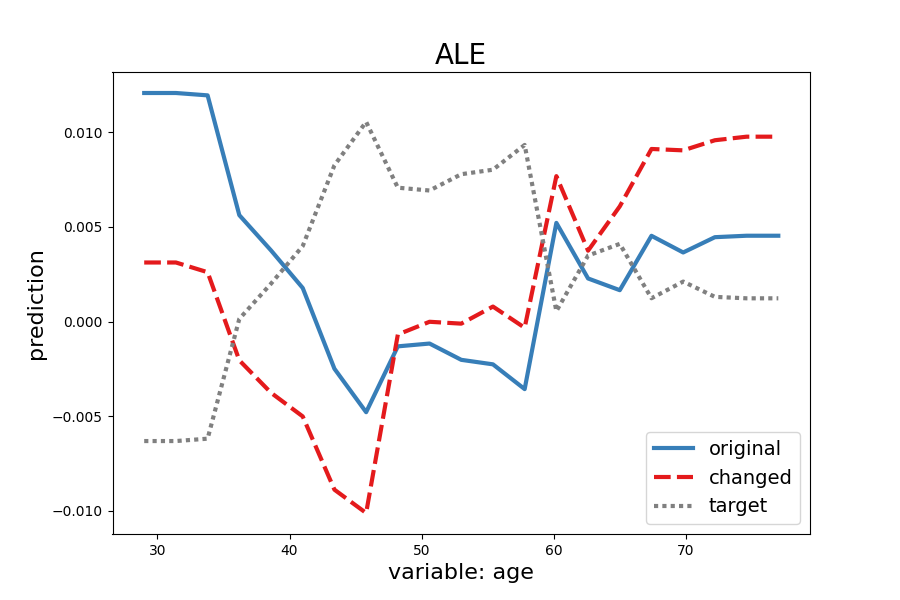 ALE
prediction
0.010
0.005
0.000
−0.005
−0.010
30 40 50 60 70
variable: age
original
changed
target